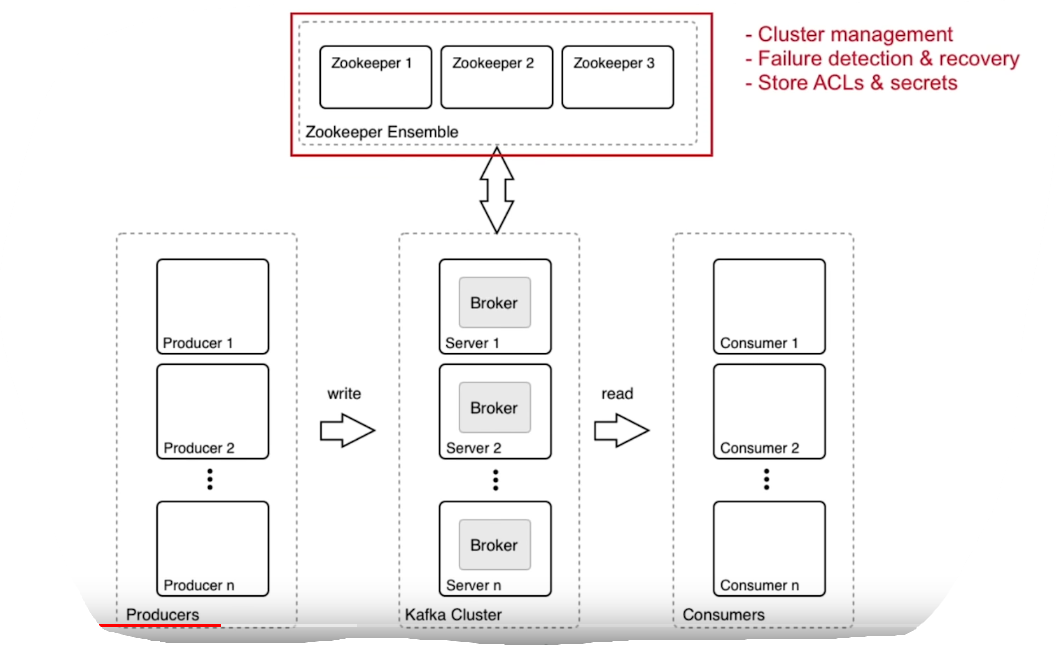 Zookeeper 1
Zookeeper 2
Zookeeper 3
Zookeeper Ensemble
- Cluster management
- Failure detection & recovery
- Store ACLs & secrets
Producer 1
Producer 2
Producer n
Producers
write
Broker
Server 1
Broker
Server 2
Broker
Server n
Kafka Cluster
read
Consumer 1
Consumer 2
Consumer n
Consumers